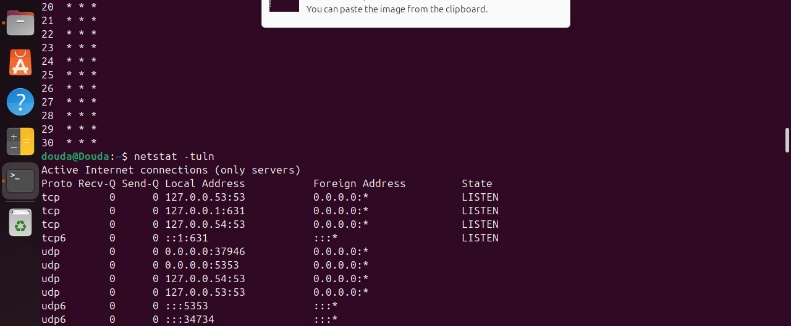 You can paste the image from the clipboard.
20 * * *
21 * * *
22 * * *
23 * * *
24 * * *
25 * * *
26 * * *
27 * * *
28 * * *
29 * * *
30 * * *
douda@Douda:~$ netstat -tuln
Active Internet connections (only servers)
Proto Recv-Q Send-Q Local Address Foreign Address State
tcp 0 0 127.0.0.53:53 0.0.0.0:* LISTEN
tcp 0 0 127.0.0.1:631 0.0.0.0:* LISTEN
tcp 0 0 127.0.0.54:53 0.0.0.0:* LISTEN
tcp6 0 0 ::1:631 :::* LISTEN
udp 0 0 0.0.0.0:37946 0.0.0.0:*
udp 0 0 0.0.0.0:5353 0.0.0.0:*
udp 0 0 127.0.0.54:53 0.0.0.0:*
udp 0 0 127.0.0.53:53 0.0.0.0:*
udp6 0 0 :::5353 :::*
udp6 0 0 :::34734 :::*